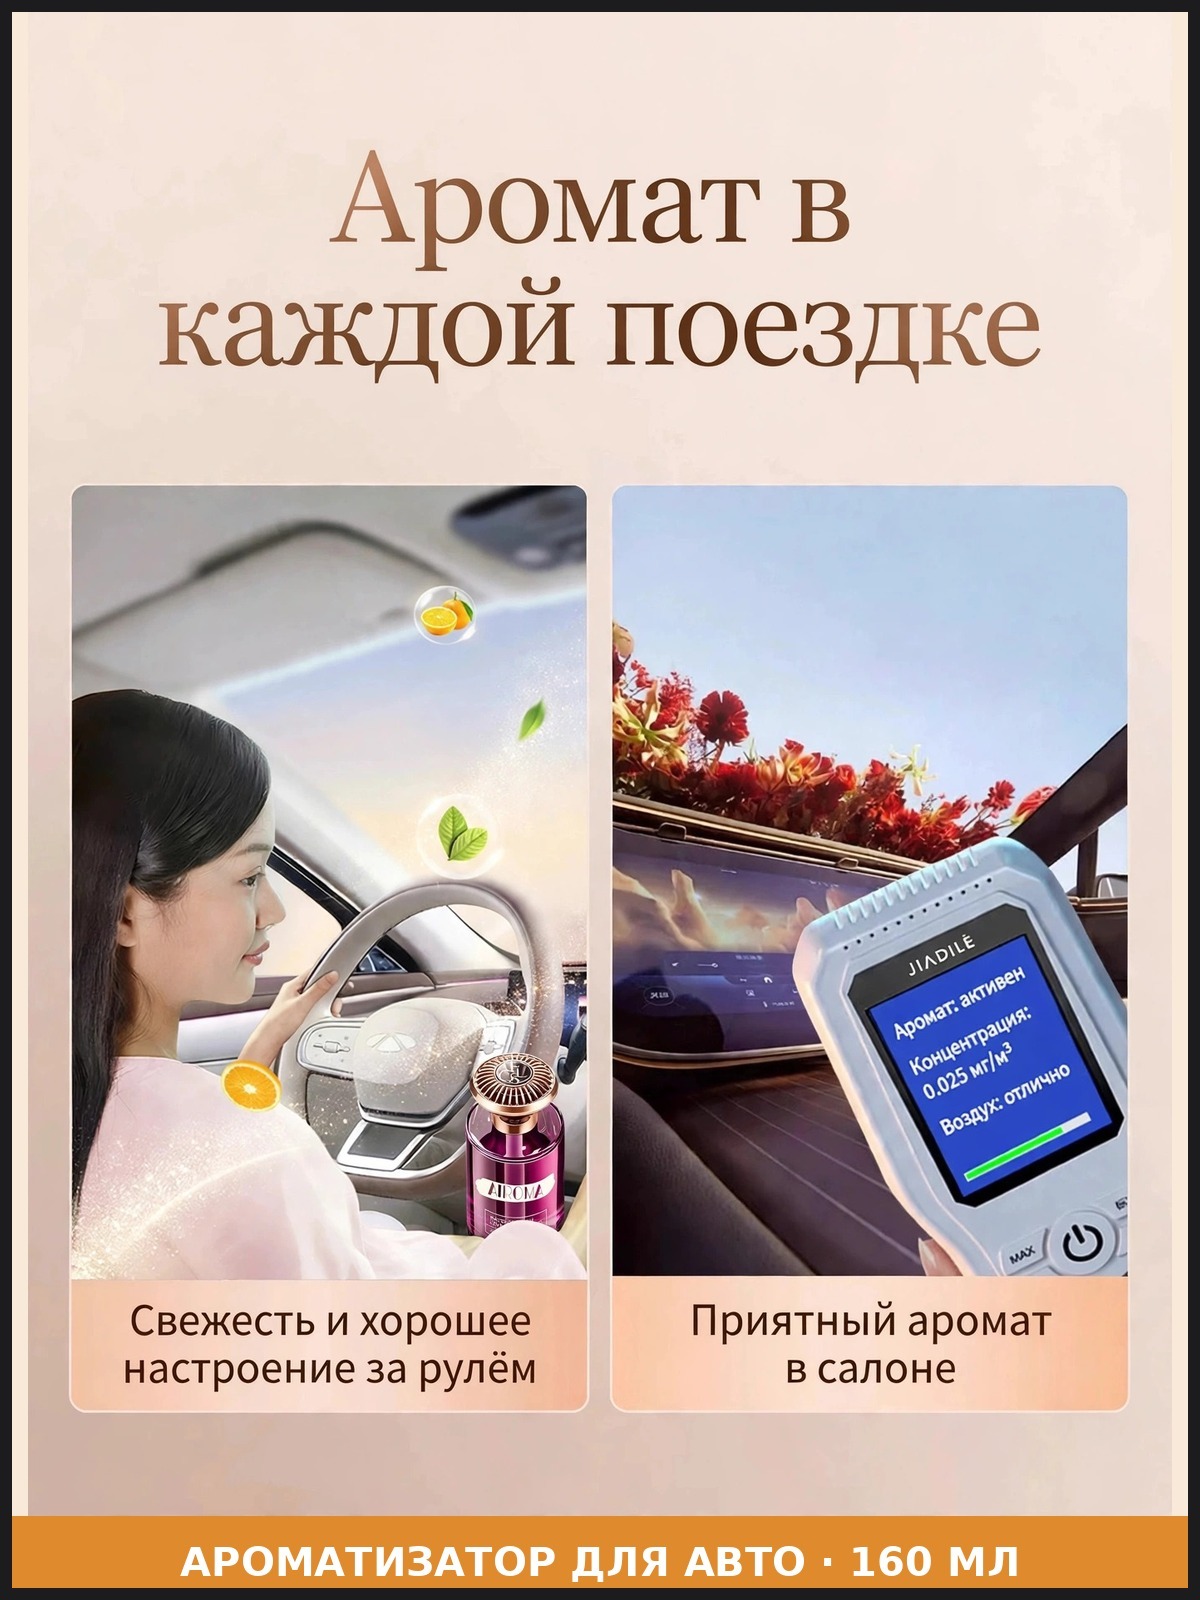 Аромат в
каждой поездке
AIROMA
Свежесть и хорошее
настроение за рулём
JIADILĖ
Аромат: активен
Концентрация:
0.025 мг/м³
Воздух: отлично
MAX
Приятный аромат
в салоне
АРОМАТИЗАТОР ДЛЯ АВТО · 160 МЛ